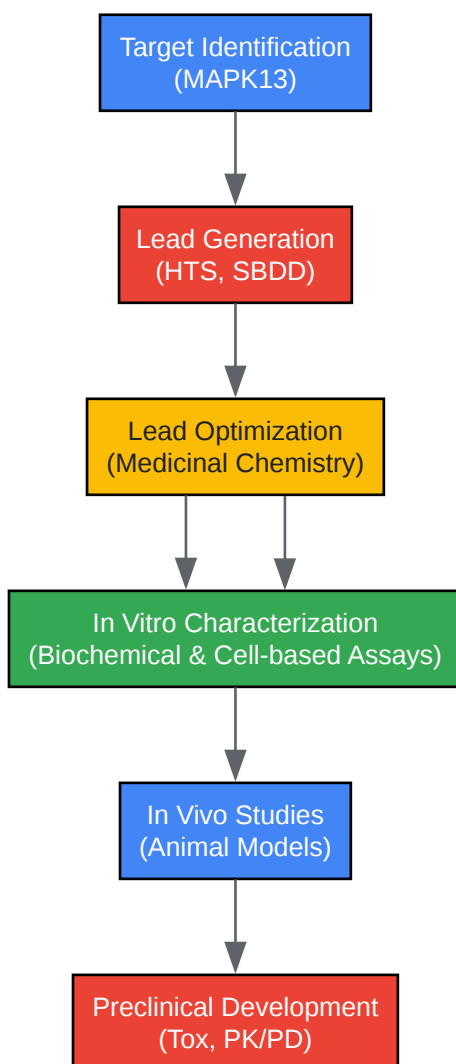 Target Identification
(MAPK13)
Lead Generation
(HTS, SBDD)
Lead Optimization
(Medicinal Chemistry)
In Vitro Characterization
(Biochemical & Cell-based Assays)
In Vivo Studies
(Animal Models)
Preclinical Development
(Tox, PK/PD)